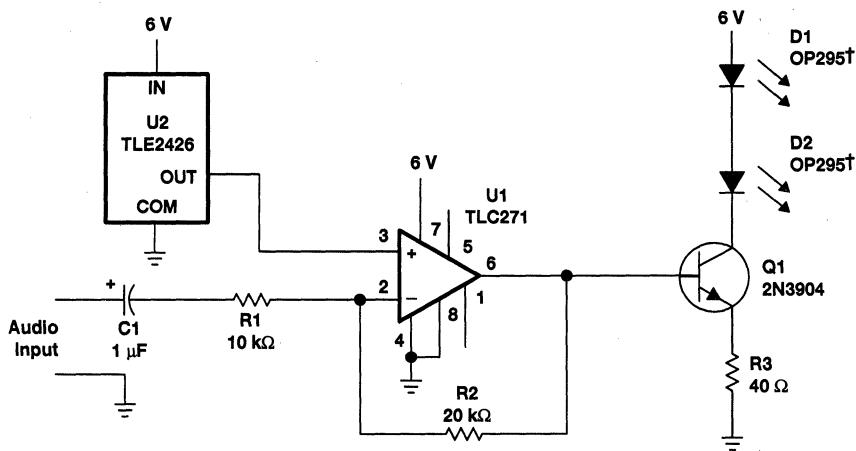 6 V
IN
U2
TLE2426
OUT
COM
6 V
U1
TLC271
3
7
5
6
+
2
–
1
8
4
+
Audio
Input
C1
1 μF
R1
10 kΩ
R2
20 kΩ
6 V
D1
OP295†
D2
OP295†
Q1
2N3904
R3
40 Ω